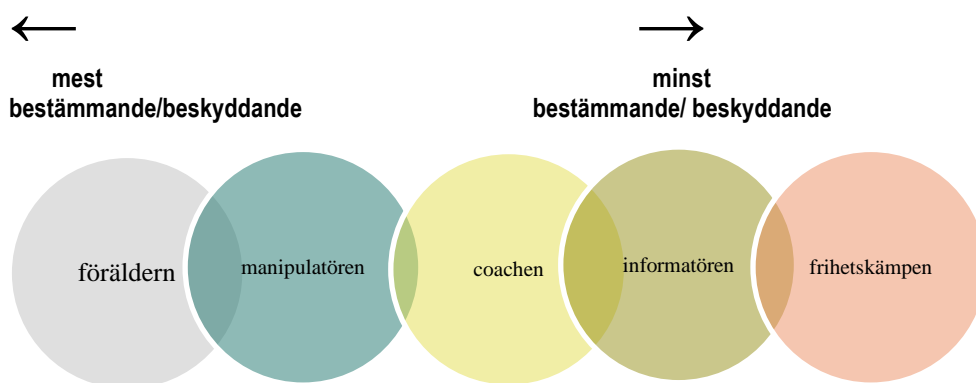 mest
bestämmande/beskyddande
minst
bestämmande/ beskyddande
föräldern
manipulatören
coachen
informatören
frihetskämpen